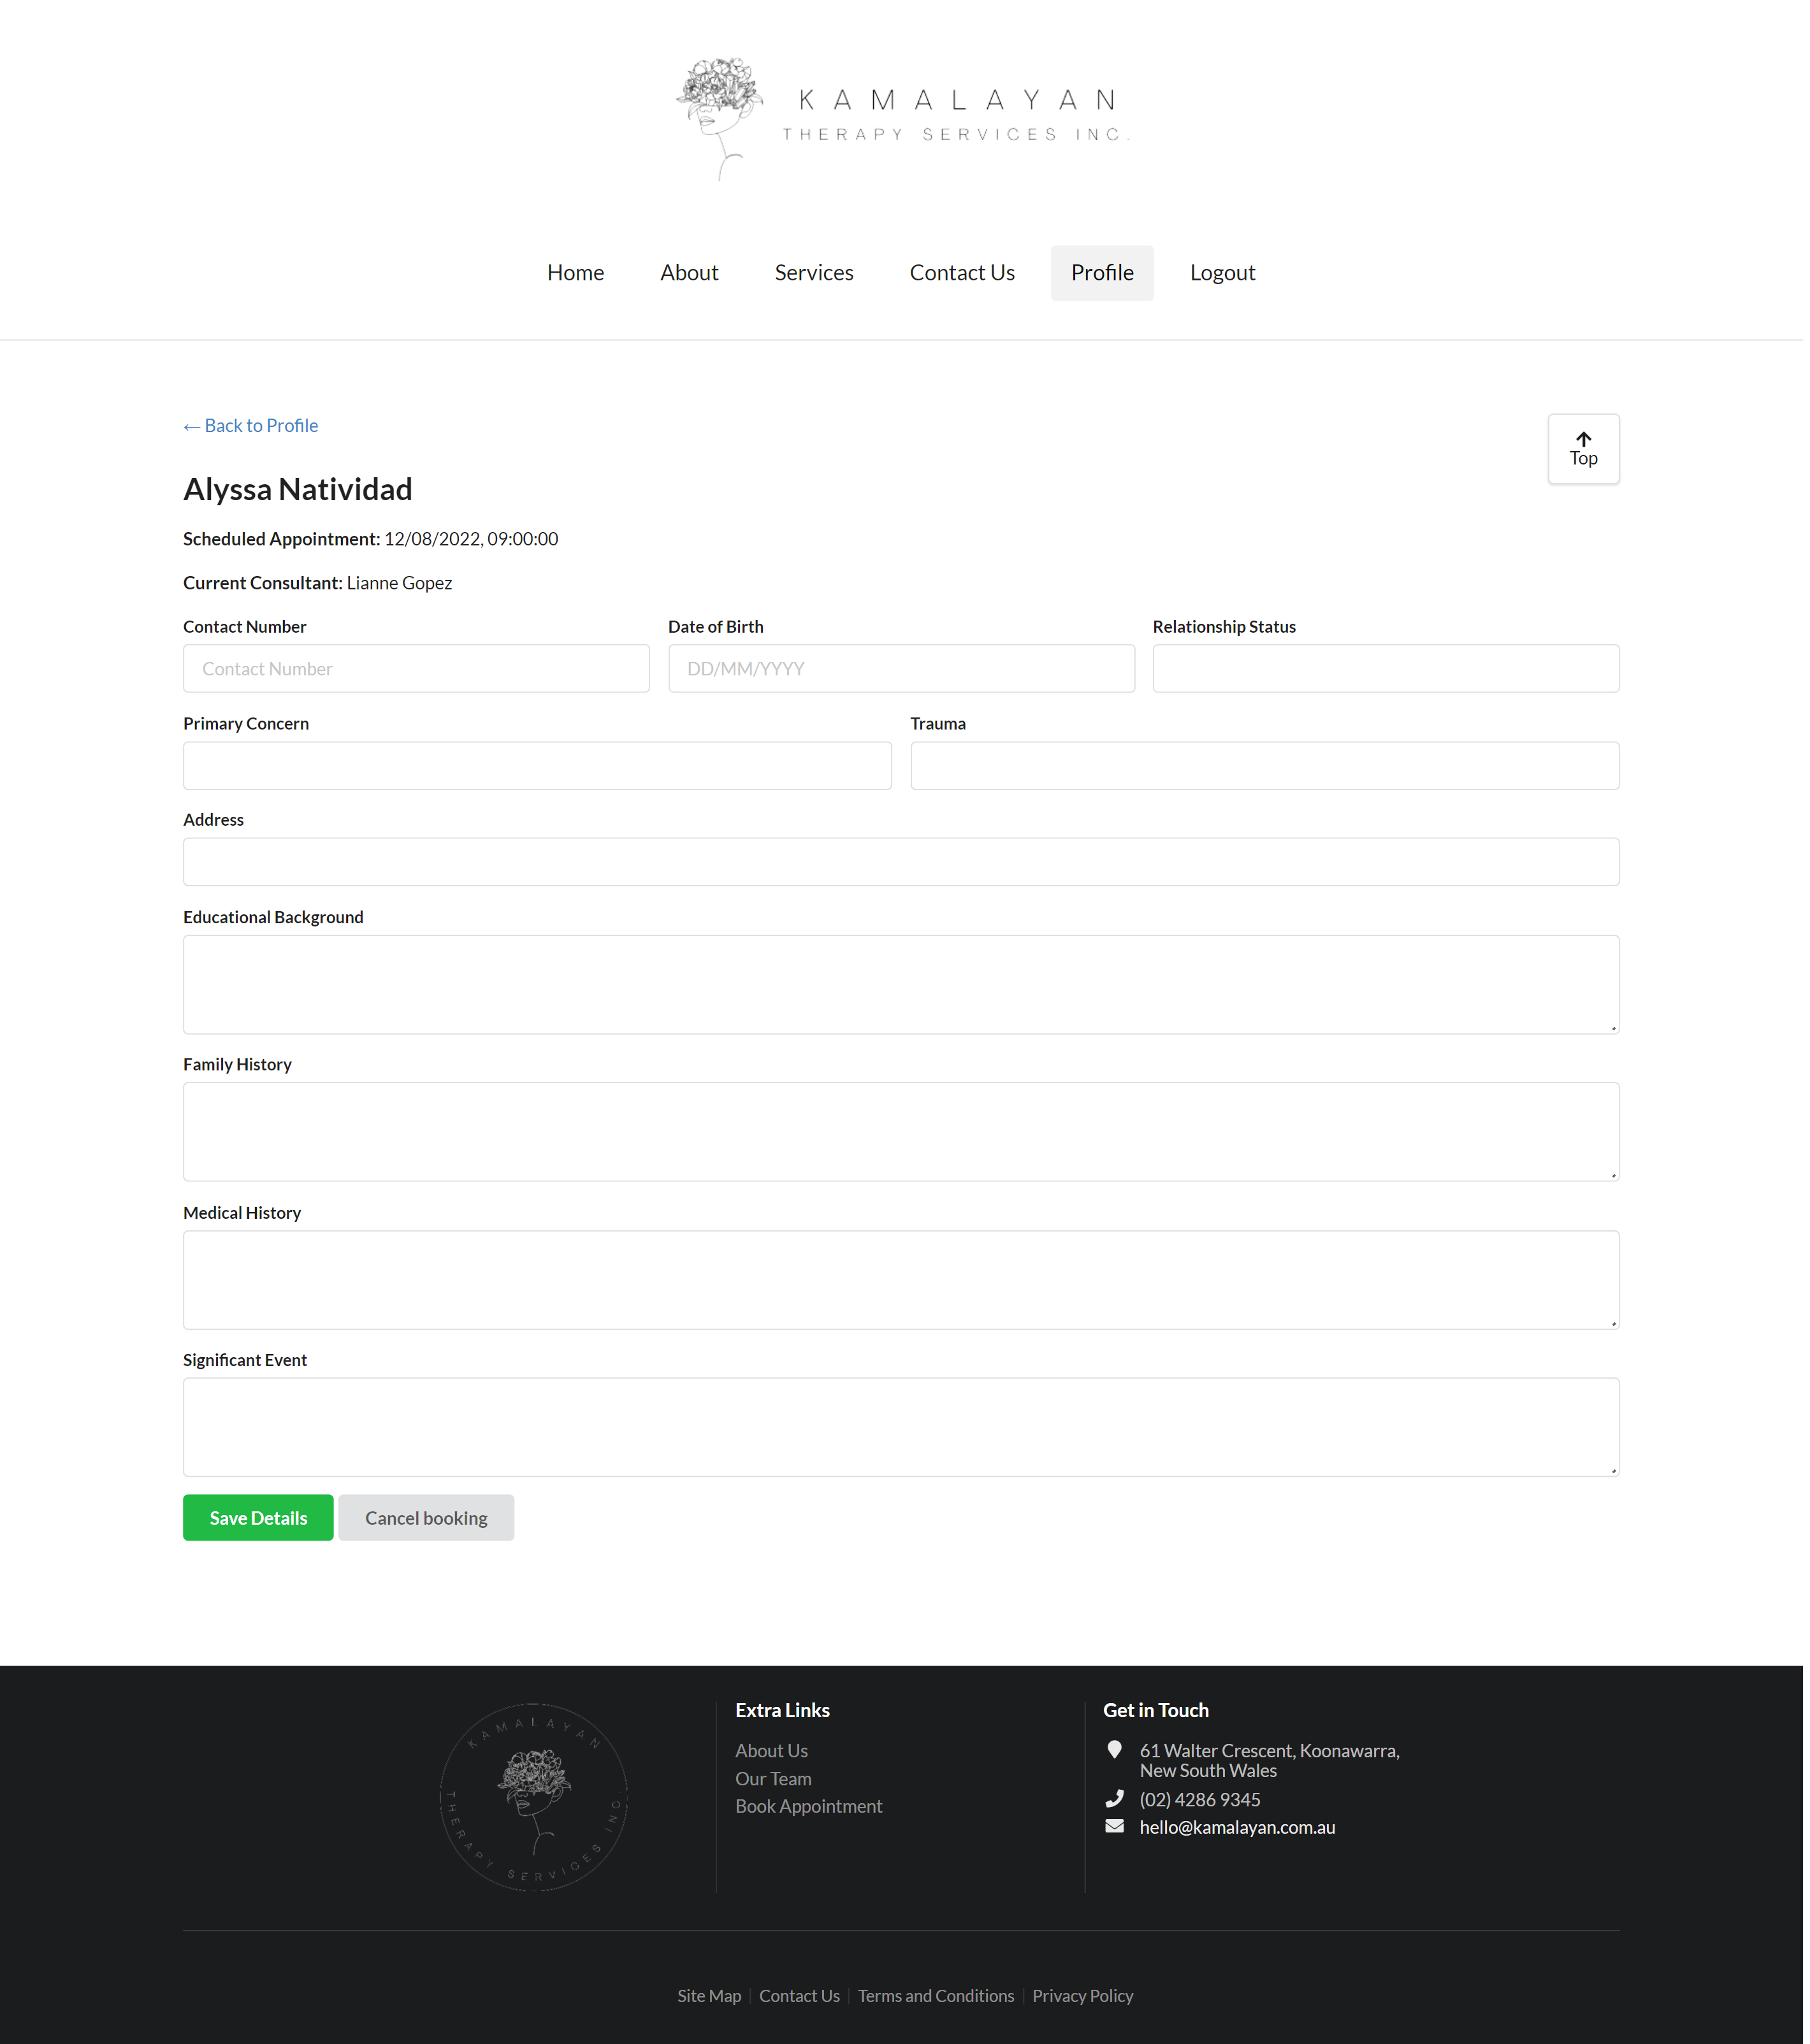 KAMALAYAN
THERAPY SERVICES INC.
Home About Services Contact Us Profile Logout
← Back to Profile
Top
Alyssa Natividad
Scheduled Appointment: 12/08/2022, 09:00:00
Current Consultant: Lianne Gopez
Contact Number Date of Birth Relationship Status
Contact Number DD/MM/YYYY
Primary Concern Trauma
Address
Educational Background
Family History
Medical History
Significant Event
Save Details Cancel booking
KAMALAYAN
THERAPY SERVICES INC.
Extra Links
About Us
Our Team
Book Appointment
Get in Touch
61 Walter Crescent, Koonawarra,
New South Wales
(02) 4286 9345
hello@kamalayan.com.au
Site Map Contact Us Terms and Conditions Privacy Policy